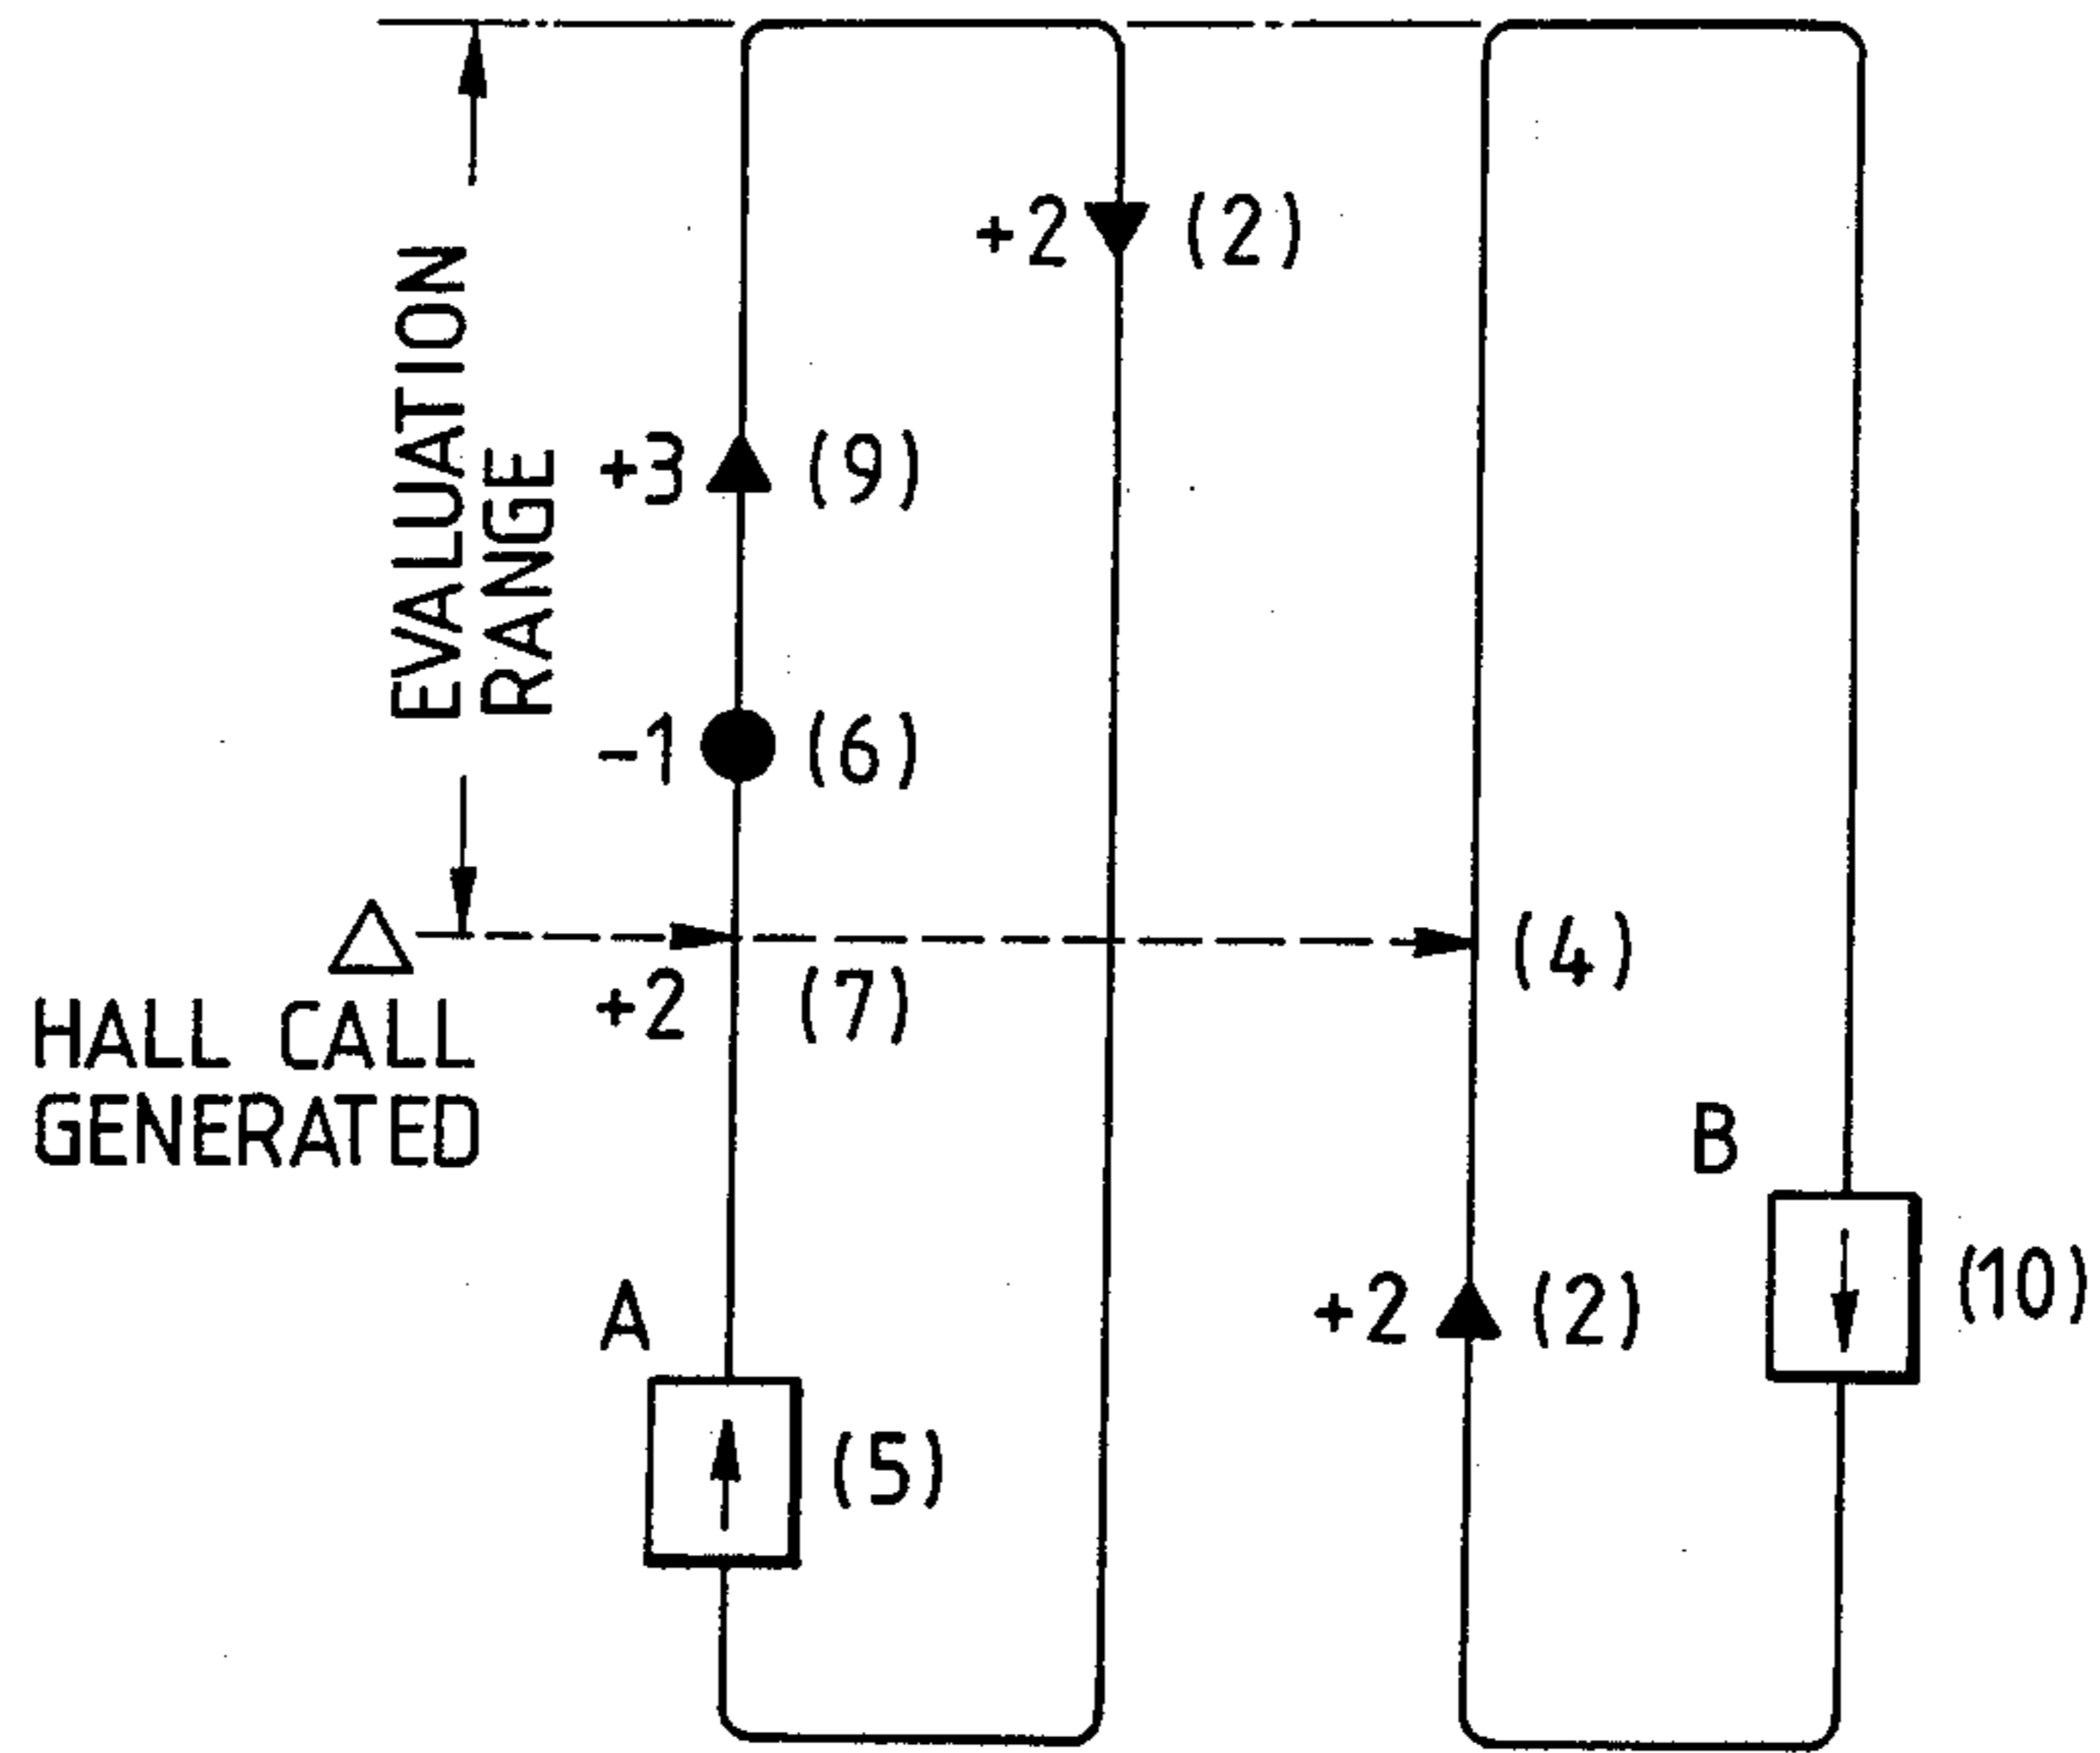 +2 (2)
EVALUATION
RANGE
+3 (9)
-1 (6)
(4)
+2 (7)
HALL CALL
GENERATED
B
(10)
A
+2 (2)
(5)